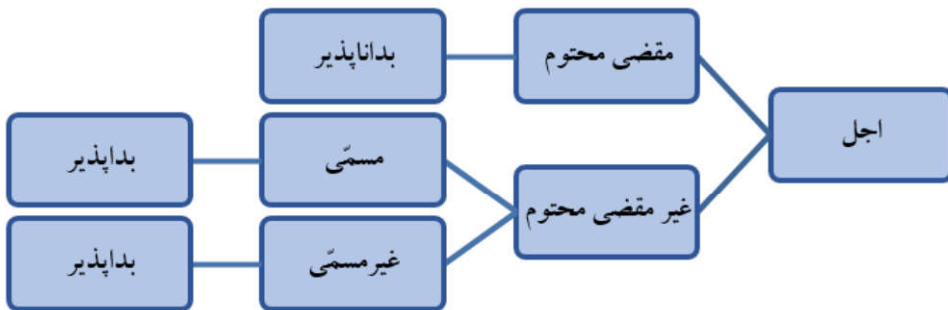 اجل
مقضی محتوم
بداناپذیر
غیر مقضی محتوم
مسمّی
بداپذیر
غیرمسمّی
بداپذیر